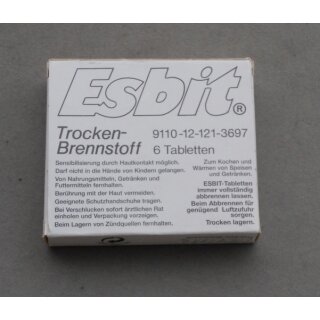 Esbit®
Trocken-
Brennstoff
9110-12-121-3697
6 Tabletten
Sensibilisierung durch Hautkontakt möglich.
Darf nicht in die Hände von Kindern gelangen.
Von Nahrungsmitteln, Getränken und
Futtermitteln fernhalten.
Berührung mit der Haut vermeiden.
Geeignete Schutzhandschuhe tragen.
Bei Verschlucken sofort ärztlichen Rat
einholen und Verpackung vorzeigen.
Beim Lagern von Zündquellen fernhalten.
Zum Kochen und
Wärmen von Speisen
und Getränken.
ESBIT-Tabletten
immer vollständig
abbrennen lassen.
Beim Abbrennen für
genügend Luftzufuhr
sorgen.
Trocken lagern.